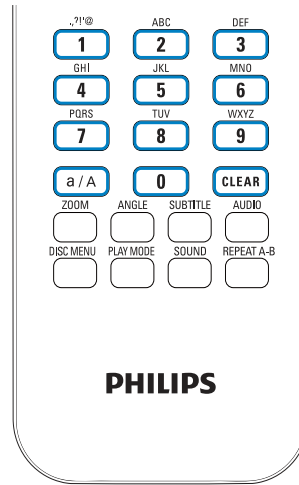 .,?!'@ ABC DEF
1 2 3
GHI JKL MNO
4 5 6
PQRS TUV WXYZ
7 8 9
a / A 0 CLEAR
ZOOM ANGLE SUBTITLE AUDIO
DISC MENU PLAY MODE SOUND REPEAT A-B
PHILIPS